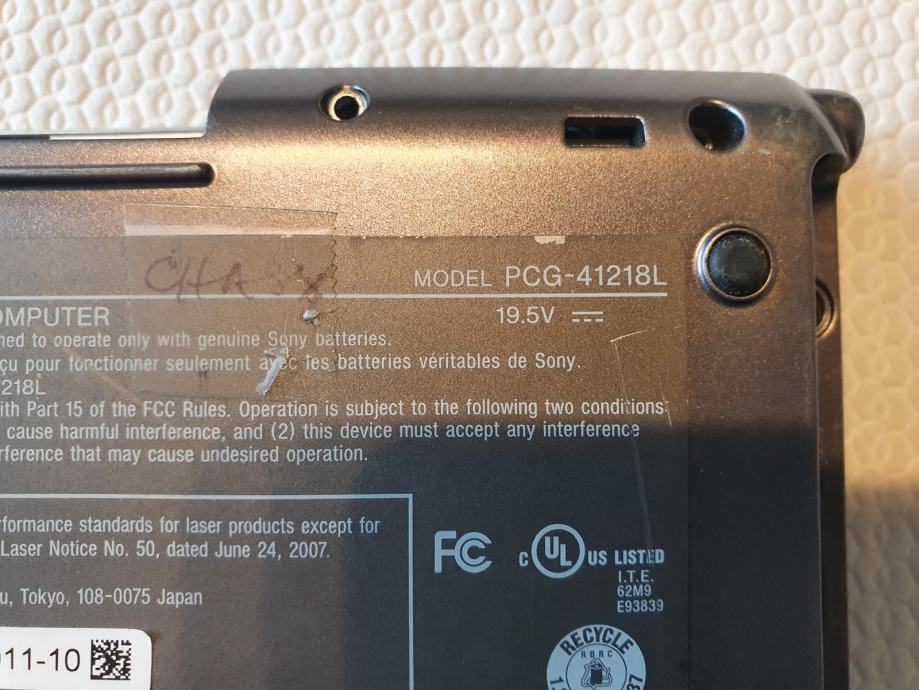 MODEL PCG-41218L
OMPUTER 19.5V
ned to operate only with genuine Sony batteries.
çu pour fonctionner seulement avec les batteries véritables de Sony.
1218L
ith Part 15 of the FCC Rules. Operation is subject to the following two conditions:
cause harmful interference, and (2) this device must accept any interference
rference that may cause undesired operation.
rformance standards for laser products except for
Laser Notice No. 50, dated June 24, 2007.
u, Tokyo, 108-0075 Japan
FC
C UL US LISTED
I.T.E.
62M9
E93839
011-10
RECYCLE
RBRC